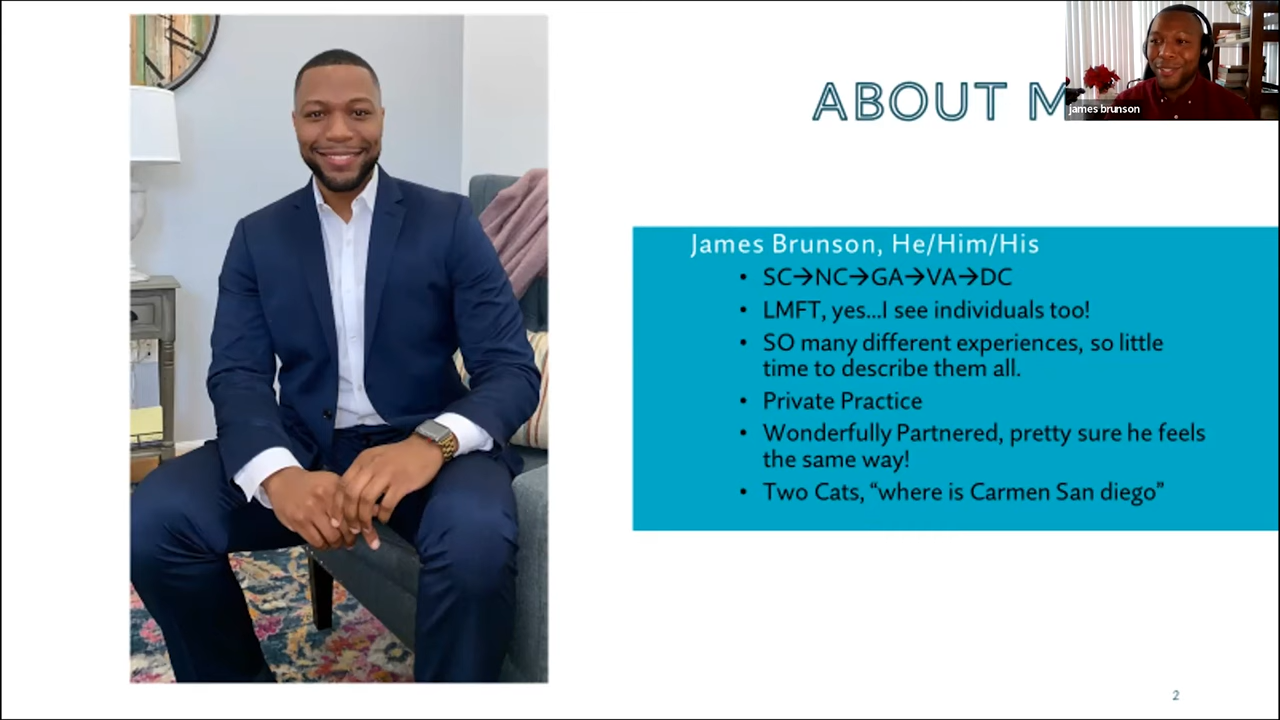 ABOUT M
james brunson
James Brunson, He/Him/His
• SC→NC→GA→VA→DC
• LMFT, yes...I see individuals too!
• SO many different experiences, so little
time to describe them all.
• Private Practice
• Wonderfully Partnered, pretty sure he feels
the same way!
• Two Cats, “where is Carmen San diego”
2